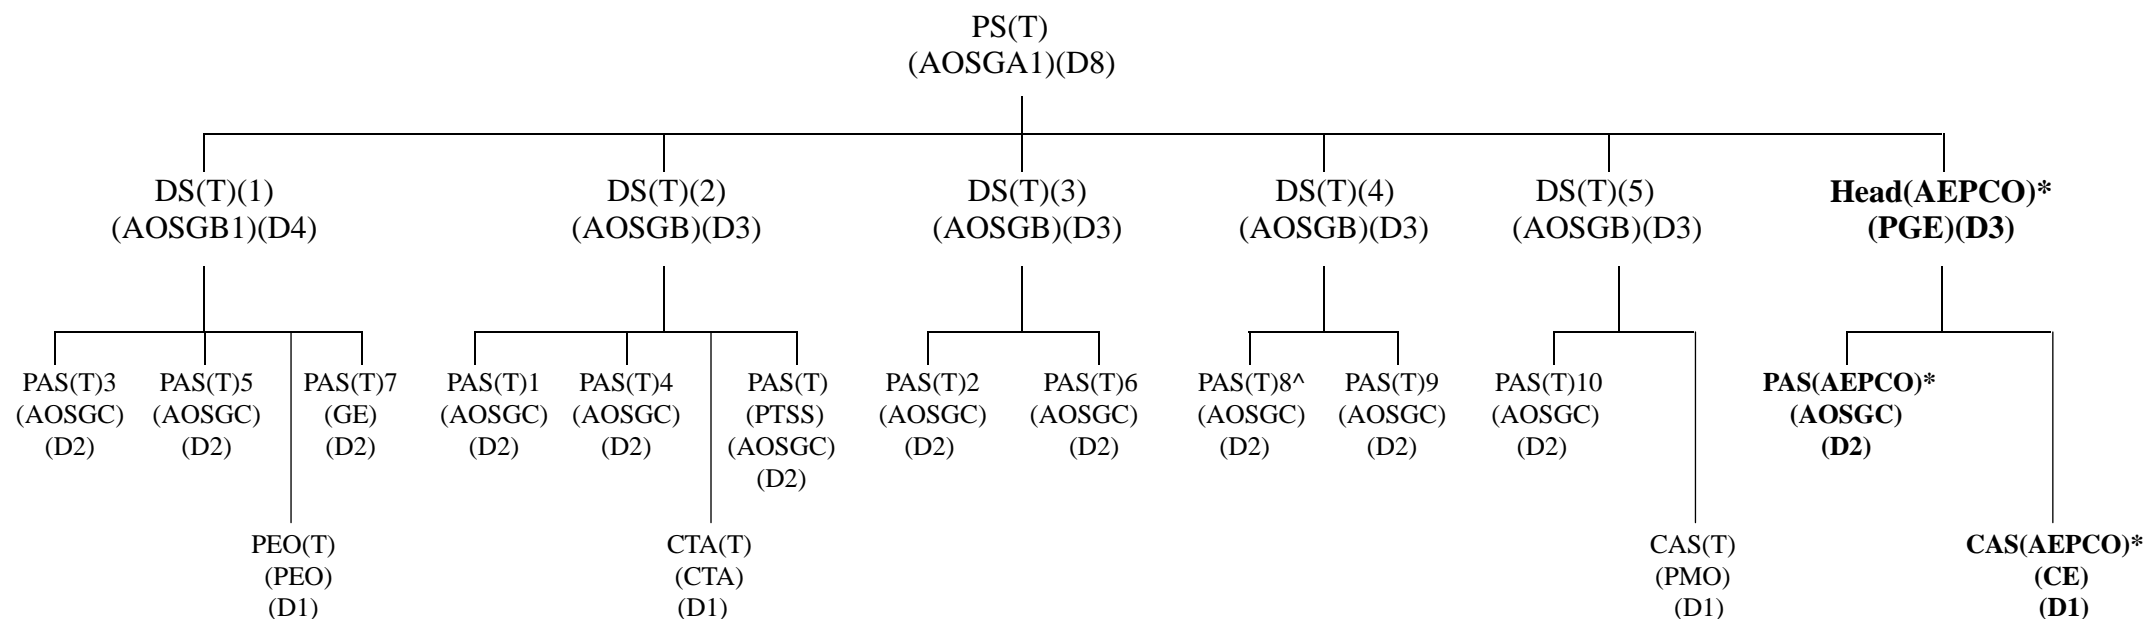 PS(T)
(AOSGA1)(D8)
DS(T)(1)
(AOSGB1)(D4)
DS(T)(2)
(AOSGB)(D3)
DS(T)(3)
(AOSGB)(D3)
DS(T)(4)
(AOSGB)(D3)
DS(T)(5)
(AOSGB)(D3)
Head(AEPCO)*
(PGE)(D3)
PAS(T)3
(AOSGC)
(D2)
PAS(T)5
(AOSGC)
(D2)
PAS(T)7
(GE)
(D2)
PAS(T)1
(AOSGC)
(D2)
PAS(T)4
(AOSGC)
(D2)
PAS(T)
(PTSS)
(AOSGC)
(D2)
PAS(T)2
(AOSGC)
(D2)
PAS(T)6
(AOSGC)
(D2)
PAS(T)8^
(AOSGC)
(D2)
PAS(T)9
(AOSGC)
(D2)
PAS(T)10
(AOSGC)
(D2)
PAS(AEPCO)*
(AOSGC)
(D2)
PEO(T)
(PEO)
(D1)
CTA(T)
(CTA)
(D1)
CAS(T)
(PMO)
(D1)
CAS(AEPCO)*
(CE)
(D1)